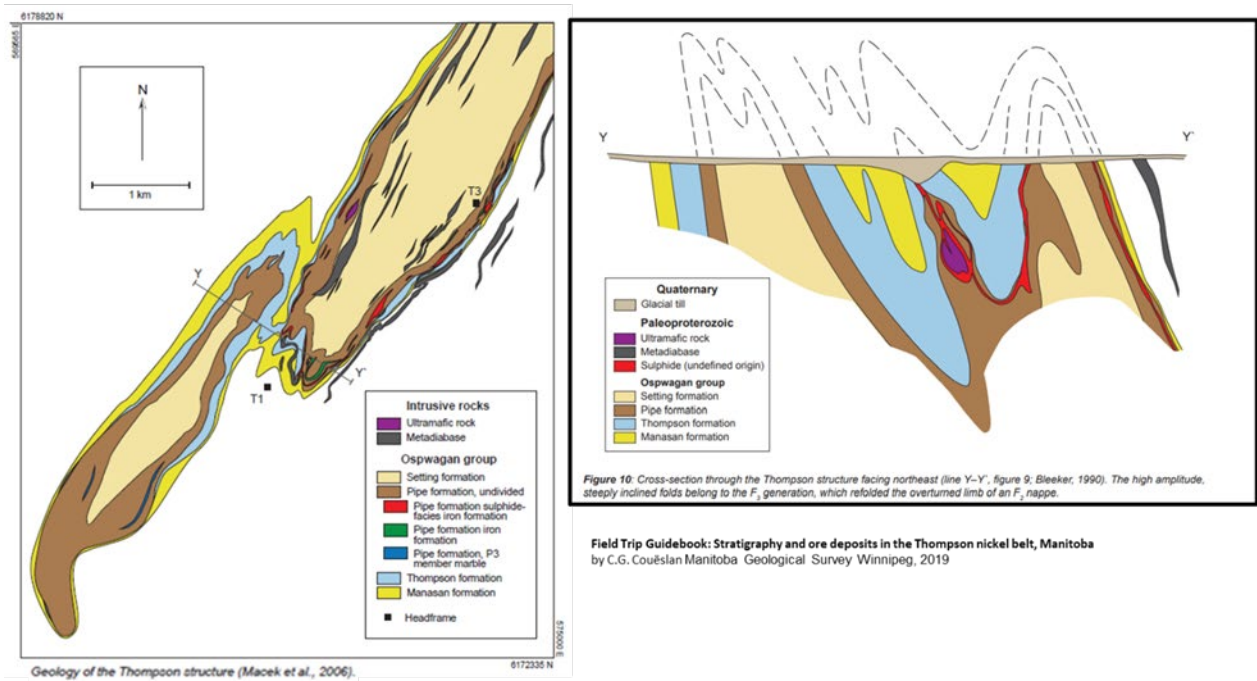 6178820 N
569565 E
N
1 km
T3
Y
Y`
T1
Intrusive rocks
Ultramafic rock
Metadiabase
Ospwagan group
Setting formation
Pipe formation, undivided
Pipe formation sulphide-
facies iron formation
Pipe formation iron
formation
Pipe formation, P3
member marble
Thompson formation
Manasan formation
Headframe
575000 E
6172335 N
Geology of the Thompson structure (Macek et al., 2006).
Y
Y`
Quaternary
Glacial till
Paleoproterozoic
Ultramafic rock
Metadiabase
Sulphide (undefined origin)
Ospwagan group
Setting formation
Pipe formation
Thompson formation
Manasan formation
Figure 10: Cross-section through the Thompson structure facing northeast (line Y–Y`, figure 9; Bleeker, 1990). The high amplitude,
steeply inclined folds belong to the F3 generation, which refolded the overturned limb of an F2 nappe.
Field Trip Guidebook: Stratigraphy and ore deposits in the Thompson nickel belt, Manitoba
by C.G. Couëslan Manitoba Geological Survey Winnipeg, 2019